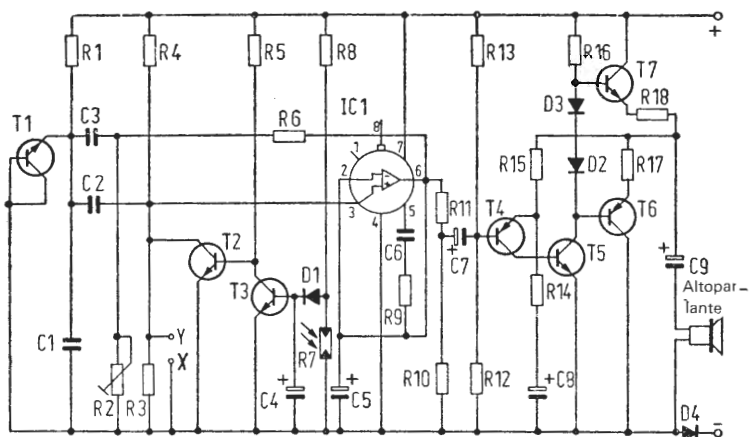 +
R1 R4 R5 R8 R13 R16 T7
D3 R18
IC1
T1 C3 R6 8
1 7
R15 D2 R17
2 6
C2 3 5 R11 T4 T6
4
T2 C6 + C7 T5
T3 D1 + C9
Altopar-
lante
R9 R14
C1 Y R7
X
R2 R3 + C4 + C5 R10 R12 + C8
D4 -